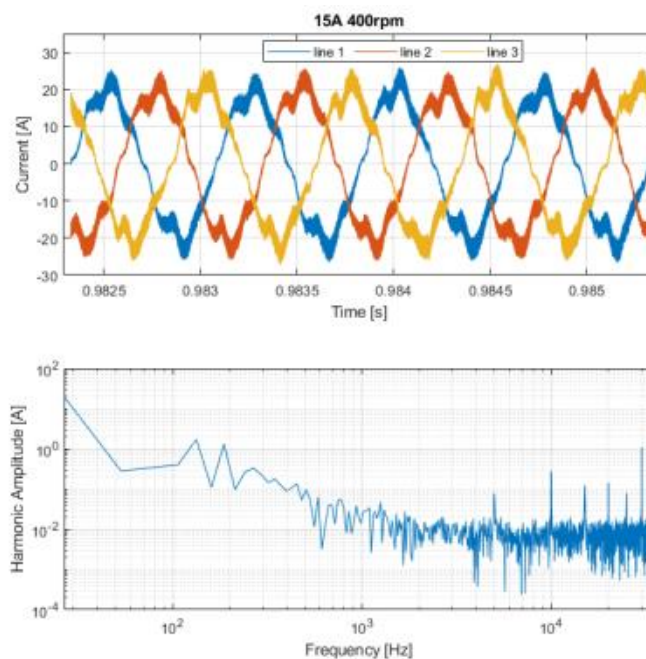 15A 400rpm
line 1 line 2 line 3
30
20
10
0
-10
-20
-30
Current [A]
0.9825 0.983 0.9835 0.984 0.9845 0.985
Time [s]
10^2
10^0
10^-2
10^-4
Harmonic Amplitude [A]
10^2 10^3 10^4
Frequency [Hz]